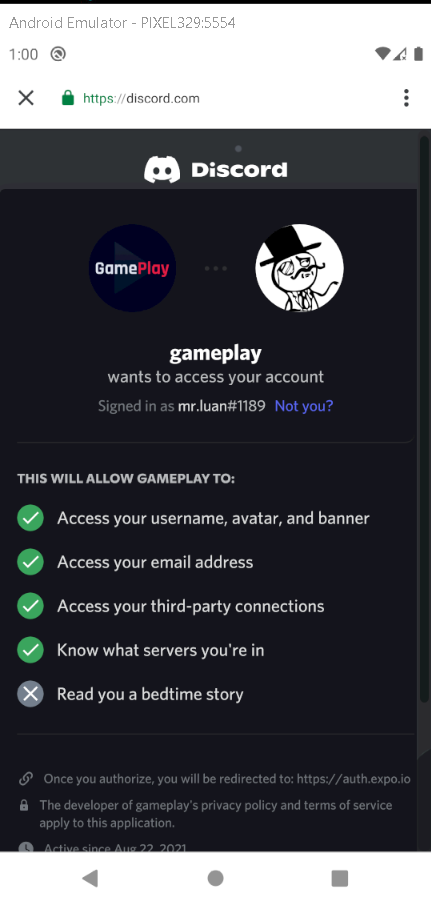 Android Emulator - PIXEL329:5554
1:00
https://discord.com
Discord
GamePlay
gameplay
wants to access your account
Signed in as mr.luan#1189 Not you?
THIS WILL ALLOW GAMEPLAY TO:
Access your username, avatar, and banner
Access your email address
Access your third-party connections
Know what servers you're in
Read you a bedtime story
Once you authorize, you will be redirected to: https://auth.expo.io
The developer of gameplay's privacy policy and terms of service
apply to this application.
Active since Aug 22, 2021